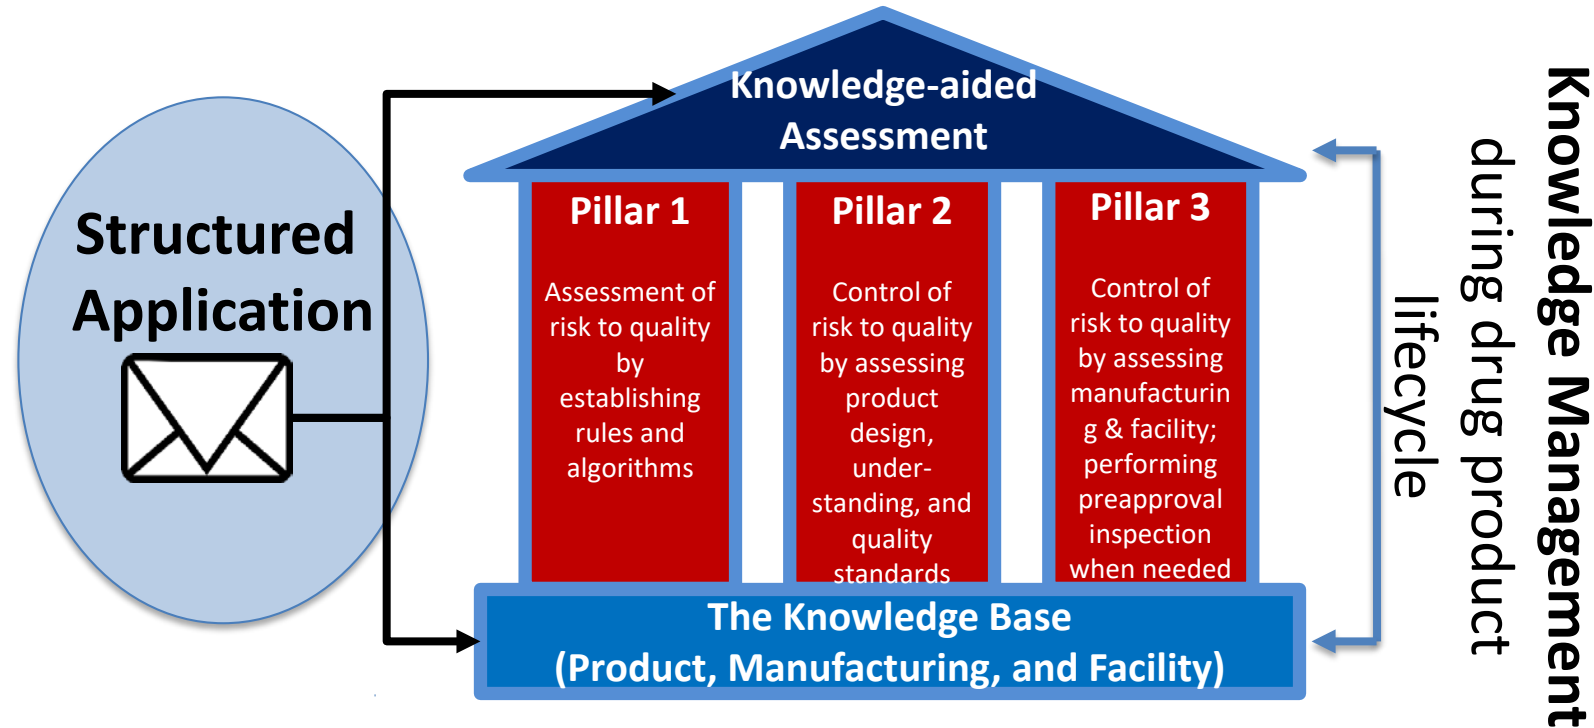 Structured
Application
Knowledge-aided
Assessment
Pillar 1
Assessment of
risk to quality
by
establishing
rules and
algorithms
Pillar 2
Control of
risk to quality
by assessing
product
design,
under-
standing, and
quality
standards
Pillar 3
Control of
risk to quality
by assessing
manufacturin
g & facility;
performing
preapproval
inspection
when needed
The Knowledge Base
(Product, Manufacturing, and Facility)
Knowledge Management
during drug product
lifecycle